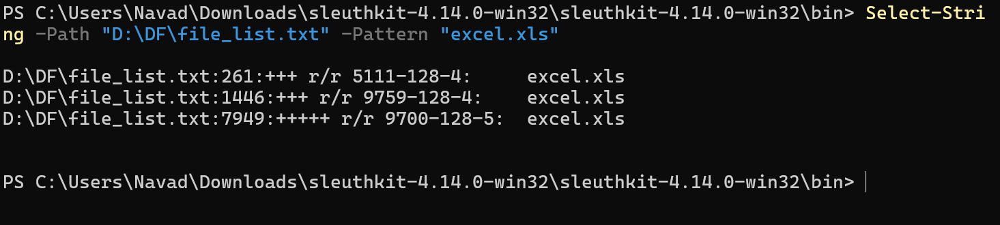 PS C:\Users\Navad\Downloads\sleuthkit-4.14.0-win32\sleuthkit-4.14.0-win32\bin> Select-Stri
ng -Path "D:\DF\file_list.txt" -Pattern "excel.xls"
D:\DF\file_list.txt:261:+++ r/r 5111-128-4:     excel.xls
D:\DF\file_list.txt:1446:+++ r/r 9759-128-4:    excel.xls
D:\DF\file_list.txt:7949:+++++ r/r 9700-128-5:  excel.xls
PS C:\Users\Navad\Downloads\sleuthkit-4.14.0-win32\sleuthkit-4.14.0-win32\bin>